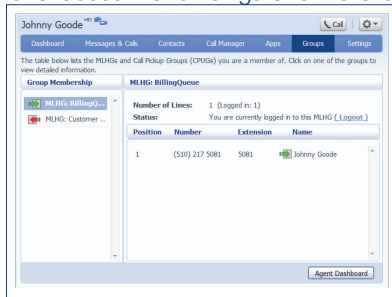 Johnny Goode
Call
Dashboard Messages & Calls Contacts Call Manager Apps Groups Settings
The table below lists the MLHGs and Call Pickup Groups (CPUGs) you are a member of. Click on one of the groups to
view detailed information.
Group Membership
MLHG: BillingQ...
MLHG: Customer ...
MLHG: BillingQueue
Number of Lines: 1 (Logged in: 1)
Status: You are currently logged in to this MLHG ( Logout )
Position Number Extension Name
1 (510) 217 5081 5081 Johnny Goode
Agent Dashboard